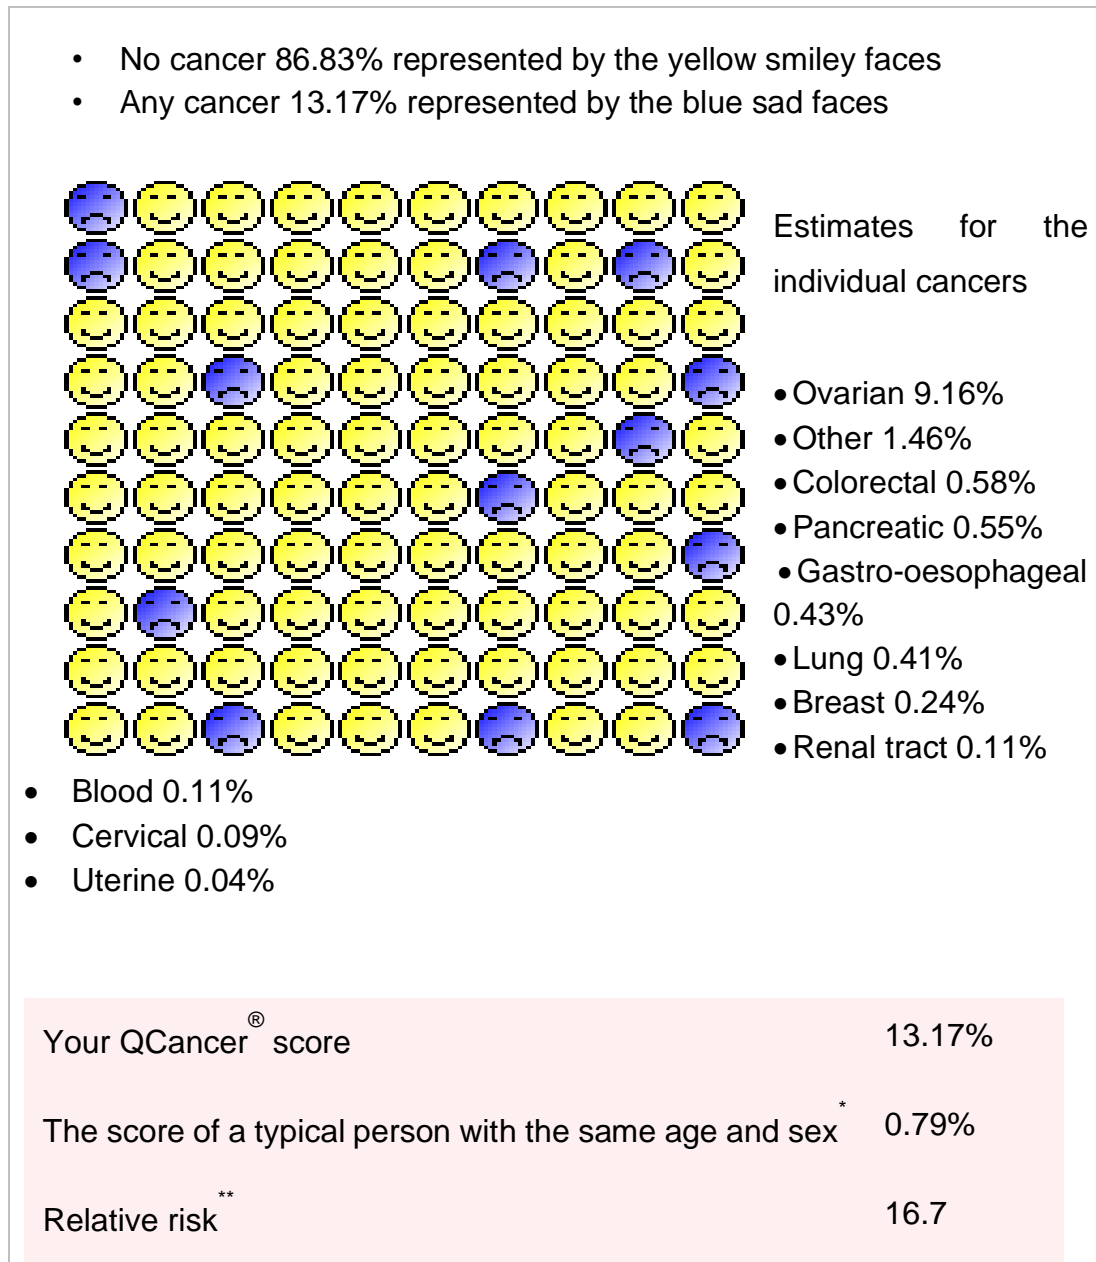 • No cancer 86.83% represented by the yellow smiley faces
• Any cancer 13.17% represented by the blue sad faces
Estimates for the
individual cancers
• Ovarian 9.16%
• Other 1.46%
• Colorectal 0.58%
• Pancreatic 0.55%
• Gastro-oesophageal
0.43%
• Lung 0.41%
• Breast 0.24%
• Renal tract 0.11%
• Blood 0.11%
• Cervical 0.09%
• Uterine 0.04%
Your QCancer® score 13.17%
The score of a typical person with the same age and sex* 0.79%
Relative risk** 16.7